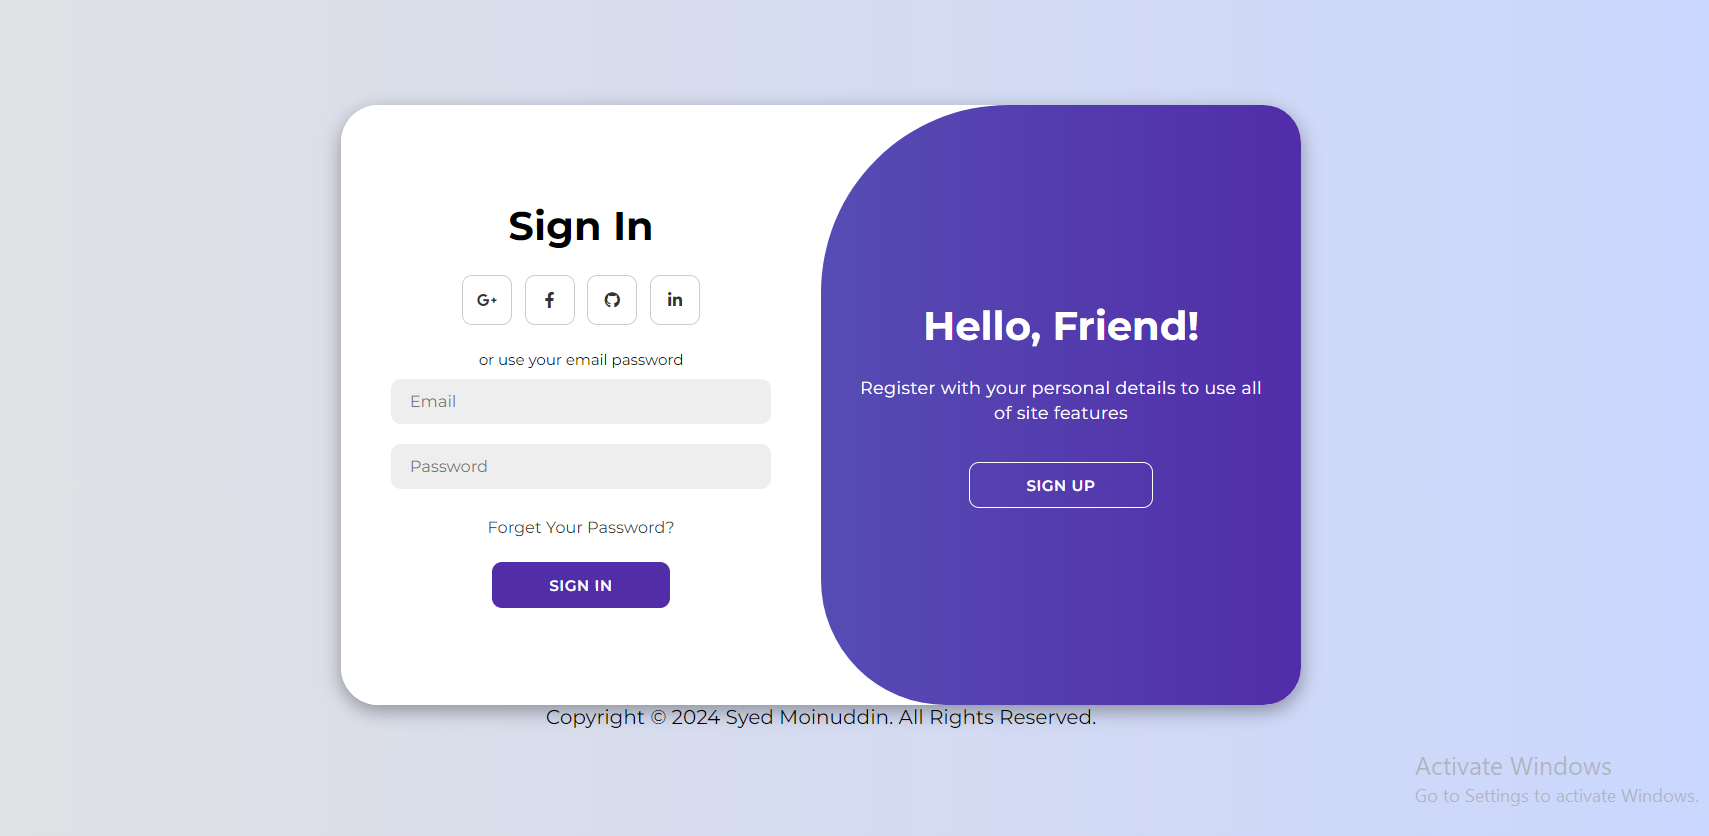 Sign In
G+
f
in
or use your email password
Email
Password
Forget Your Password?
SIGN IN
Hello, Friend!
Register with your personal details to use all
of site features
SIGN UP
Copyright © 2024 Syed Moinuddin. All Rights Reserved.
Activate Windows
Go to Settings to activate Windows.